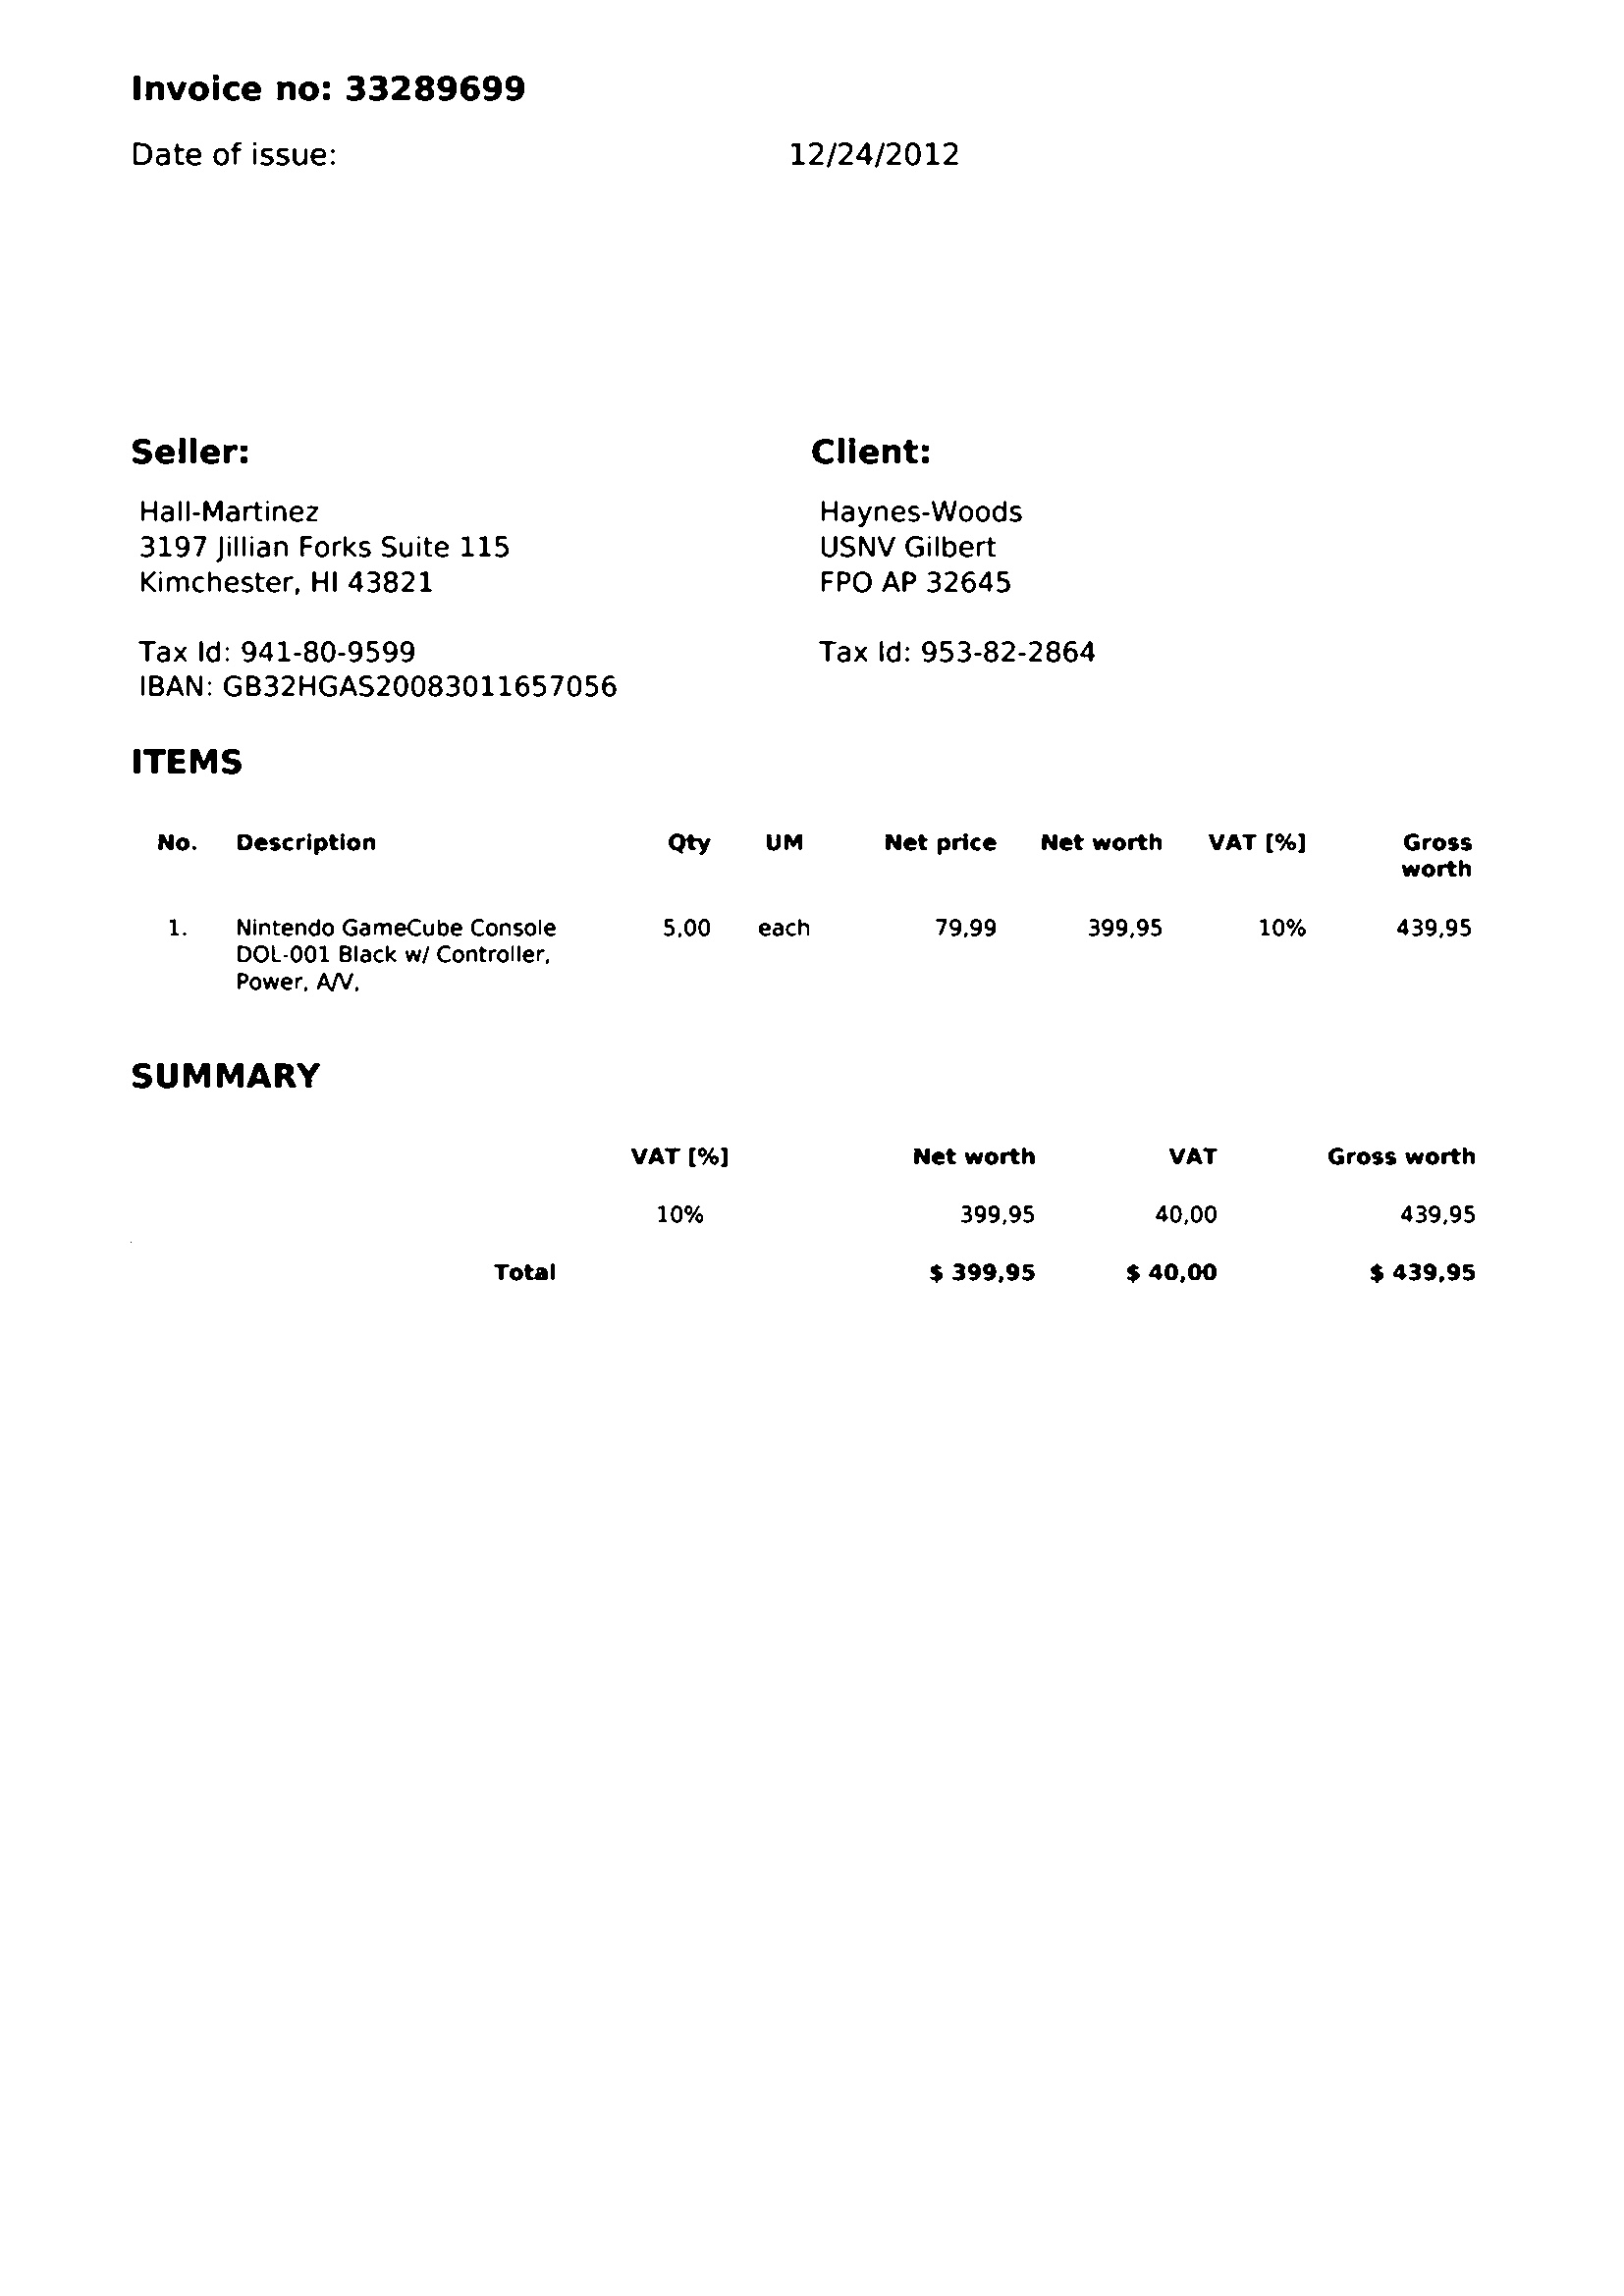 Invoice no: 33289699
Date of issue: 12/24/2012
Seller:
Hall-Martinez
3197 Jillian Forks Suite 115
Kimchester, HI 43821
Tax Id: 941-80-9599
IBAN: GB32HGAS20083011657056
Client:
Haynes-Woods
USNV Gilbert
FPO AP 32645
Tax Id: 953-82-2864
ITEMS
No. Description Qty UM Net price Net worth VAT [%] Gross
worth
1. Nintendo GameCube Console 5,00 each 79,99 399,95 10% 439,95
DOL-001 Black w/ Controller,
Power, A/V,
SUMMARY
VAT [%] Net worth VAT Gross worth
10% 399,95 40,00 439,95
Total $ 399,95 $ 40,00 $ 439,95